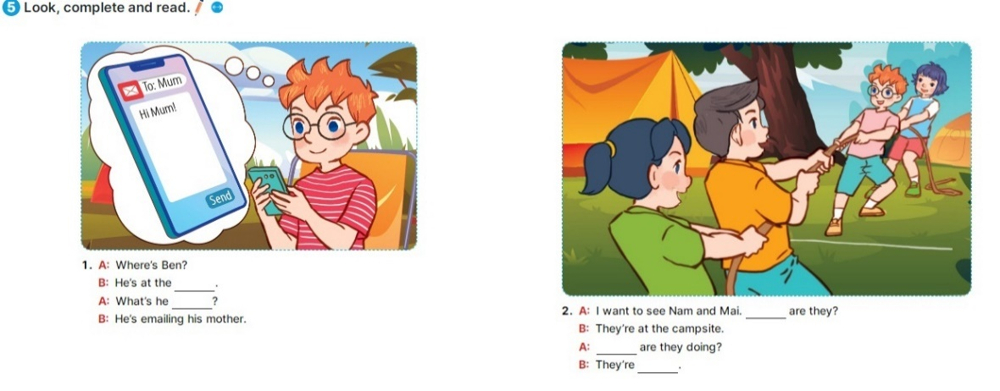 5 Look, complete and read.
To: Mum
Hi Mum!
Send
1. A: Where's Ben?
B: He's at the ______.
A: What's he ______?
B: He's emailing his mother.
2. A: I want to see Nam and Mai. ______ are they?
B: They're at the campsite.
A: ______ are they doing?
B: They're ______.